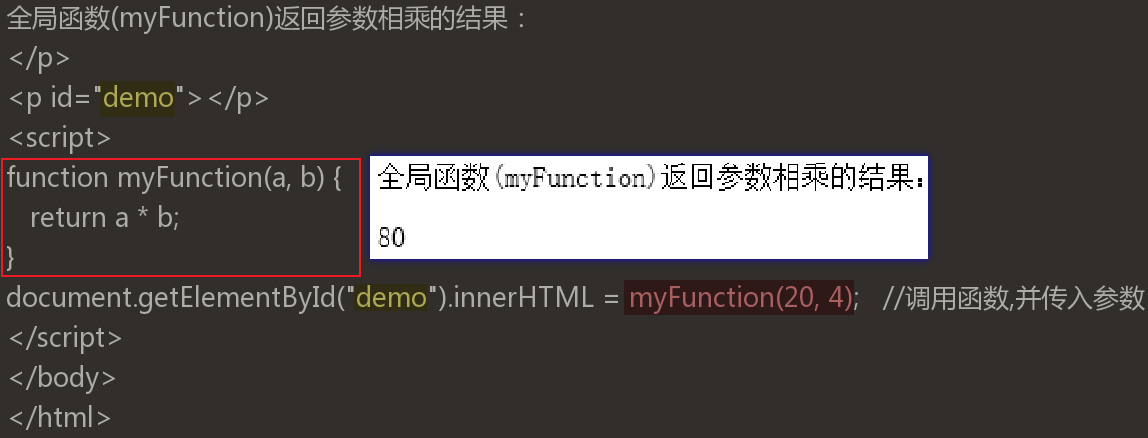 全局函数(myFunction)返回参数相乘的结果：
</p>
<p id="demo"></p>
<script>
function myFunction(a, b) {
return a * b;
}
全局函数(myFunction)返回参数相乘的结果：
80
document.getElementById("demo").innerHTML = myFunction(20, 4); //调用函数,并传入参数
</script>
</body>
</html>